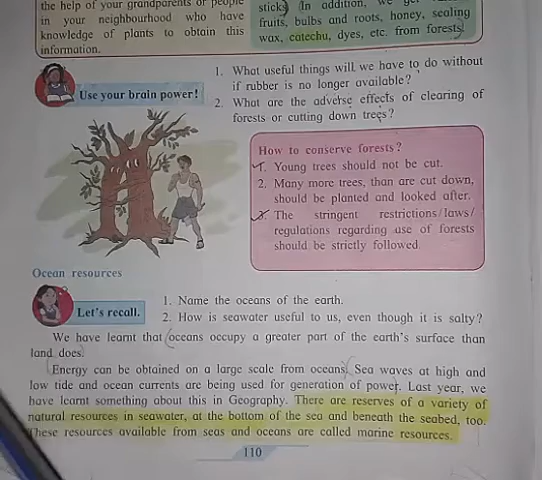 the help of your grandparents or people
in your neighbourhood who have
knowledge of plants to obtain this
information.
sticks. In addition, we get
fruits, bulbs and roots, honey, sealing
wax, catechu, dyes, etc. from forests.
Use your brain power!
1. What useful things will we have to do without
if rubber is no longer available?
2. What are the adverse effects of clearing of
forests or cutting down trees?
How to conserve forests?
1. Young trees should not be cut.
2. Many more trees, than are cut down,
should be planted and looked after.
3. The stringent restrictions/laws/
regulations regarding use of forests
should be strictly followed.
Ocean resources
Let's recall.
1. Name the oceans of the earth.
2. How is seawater useful to us, even though it is salty?
We have learnt that oceans occupy a greater part of the earth's surface than
land does.
Energy can be obtained on a large scale from oceans. Sea waves at high and
low tide and ocean currents are being used for generation of power. Last year, we
have learnt something about this in Geography. There are reserves of a variety of
natural resources in seawater, at the bottom of the sea and beneath the seabed, too.
These resources available from seas and oceans are called marine resources.
110